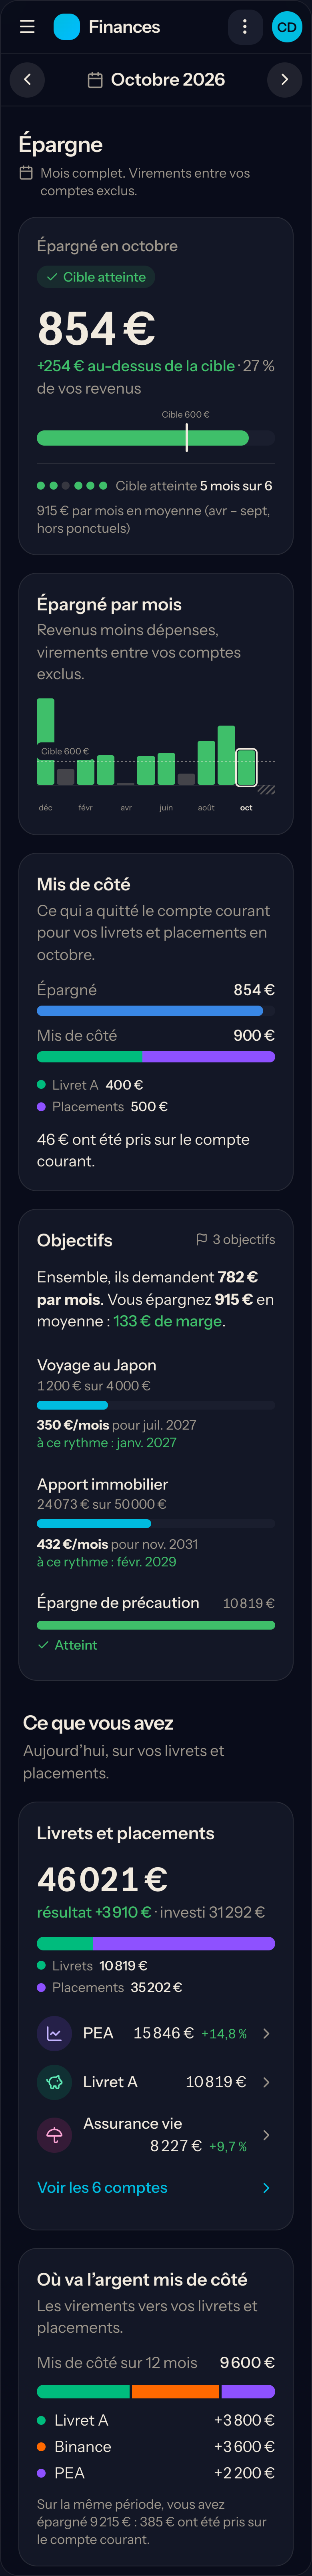 Finances
CD
Octobre 2026
Épargne
Mois complet. Virements entre vos
comptes exclus.
Épargné en octobre
Cible atteinte
854 €
+254 € au-dessus de la cible · 27 %
de vos revenus
Cible 600 €
Cible atteinte 5 mois sur 6
915 € par mois en moyenne (avr – sept,
hors ponctuels)
Épargné par mois
Revenus moins dépenses,
virements entre vos comptes
exclus.
Cible 600 €
déc févr avr juin août oct
Mis de côté
Ce qui a quitté le compte courant
pour vos livrets et placements en
octobre.
Épargné 854 €
Mis de côté 900 €
Livret A 400 €
Placements 500 €
46 € ont été pris sur le compte
courant.
Objectifs 3 objectifs
Ensemble, ils demandent 782 €
par mois. Vous épargnez 915 € en
moyenne : 133 € de marge.
Voyage au Japon
1 200 € sur 4 000 €
350 €/mois pour juil. 2027
à ce rythme : janv. 2027
Apport immobilier
24 073 € sur 50 000 €
432 €/mois pour nov. 2031
à ce rythme : févr. 2029
Épargne de précaution 10 819 €
Atteint
Ce que vous avez
Aujourd’hui, sur vos livrets et
placements.
Livrets et placements
46 021 €
résultat +3 910 € · investi 31 292 €
Livrets 10 819 €
Placements 35 202 €
PEA 15 846 € +14,8 %
Livret A 10 819 €
Assurance vie
8 227 € +9,7 %
Voir les 6 comptes
Où va l’argent mis de côté
Les virements vers vos livrets et
placements.
Mis de côté sur 12 mois 9 600 €
Livret A +3 800 €
Binance +3 600 €
PEA +2 200 €
Sur la même période, vous avez
épargné 9 215 € : 385 € ont été pris sur
le compte courant.